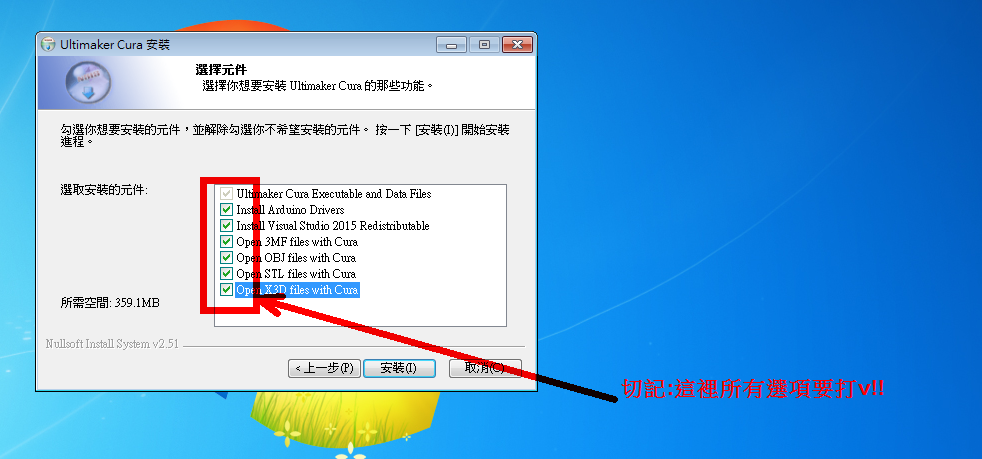 Ultimaker Cura 安裝
選擇元件
選擇你想要安裝 Ultimaker Cura 的那些功能。
勾選你想要安裝的元件，並解除勾選你不希望安裝的元件。 按一下 [安裝(I)] 開始安裝
進程。
選取安裝的元件:
Ultimaker Cura Executable and Data Files
Install Arduino Drivers
Install Visual Studio 2015 Redistributable
Open 3MF files with Cura
Open OBJ files with Cura
Open STL files with Cura
Open X3D files with Cura
所需空間: 359.1MB
Nullsoft Install System v2.51
< 上一步(P)
安裝(I)
取消(C)
切記:這裡所有選項要打v!!